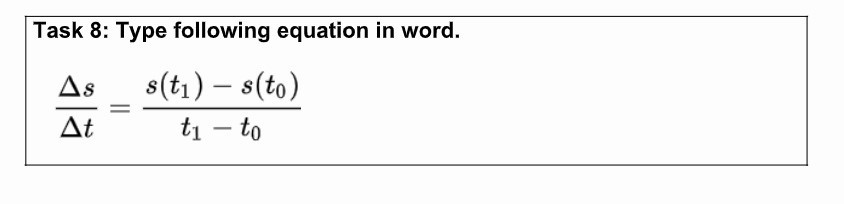 Task 8: Type following equation in word.
Δs/Δt = (s(t₁) − s(t₀))/(t₁ − t₀)